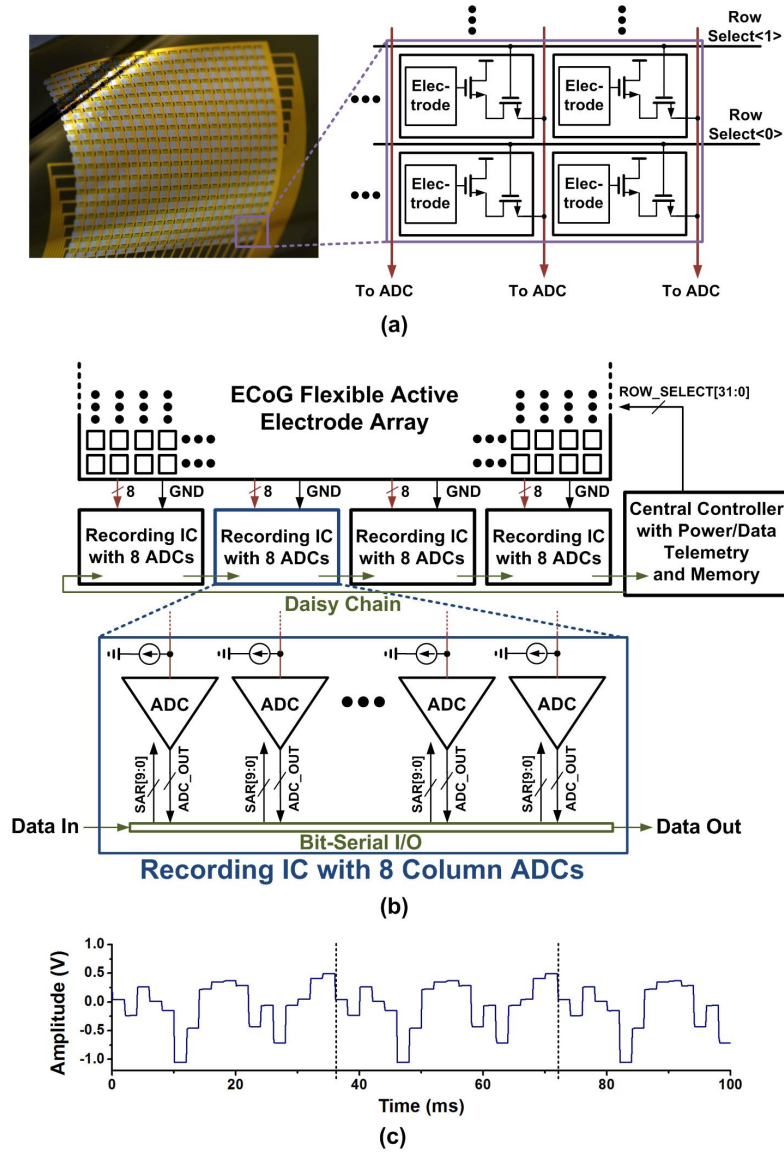 Row
Select<1>
Elec-
trode
Elec-
trode
Row
Select<0>
Elec-
trode
Elec-
trode
To ADC
To ADC
To ADC
(a)
ECoG Flexible Active
Electrode Array
ROW_SELECT[31:0]
8
GND
8
GND
8
GND
8
GND
Recording IC
with 8 ADCs
Recording IC
with 8 ADCs
Recording IC
with 8 ADCs
Recording IC
with 8 ADCs
Central Controller
with Power/Data
Telemetry
and Memory
Daisy Chain
ADC
ADC
ADC
ADC
SAR[9:0]
ADC_OUT
SAR[9:0]
ADC_OUT
SAR[9:0]
ADC_OUT
SAR[9:0]
ADC_OUT
Data In
Data Out
Bit-Serial I/O
Recording IC with 8 Column ADCs
(b)
Amplitude (V)
1.0
0.5
0.0
-0.5
-1.0
0
20
40
60
80
100
Time (ms)
(c)